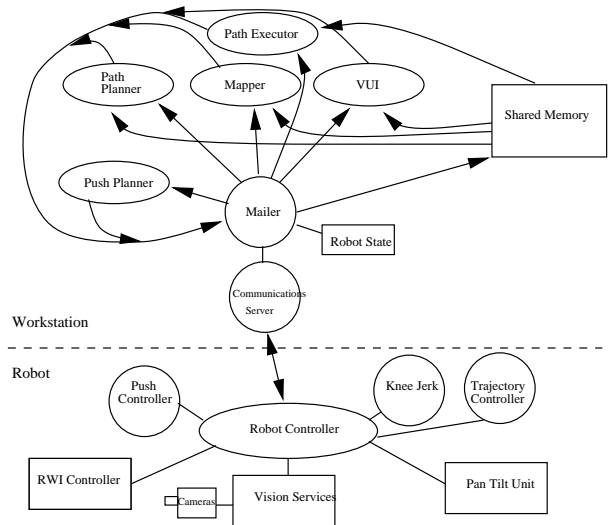 Path Executor
Path
Planner
Mapper
VUI
Shared Memory
Push Planner
Mailer
Robot State
Communications
Server
Workstation
Robot
Push
Controller
Knee Jerk
Trajectory
Controller
Robot Controller
RWI Controller
Cameras
Vision Services
Pan Tilt Unit